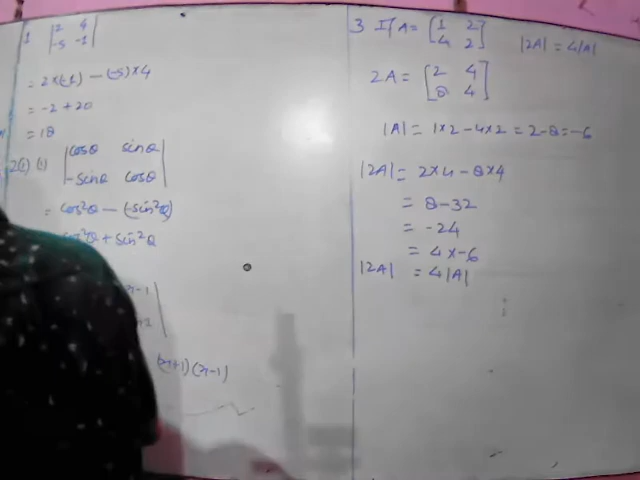 1 |2 4|
|-5 -1|
= 2×(-1) - (-5)×4
= -2 + 20
= 18
2(i) (i) |cosθ sinθ|
|-sinθ cosθ|
= cos²θ - (-sin²θ)
cos²θ + sin²θ
x-1
+1
(x+1)(x-1)
3 If A = [1 2] |2A| = 4|A|
[4 2]
2A = [2 4]
[8 4]
|A| = 1×2 - 4×2 = 2-8 = -6
|2A| = 2×4 - 8×4
= 8-32
= -24
= 4×-6
|2A| = 4|A|